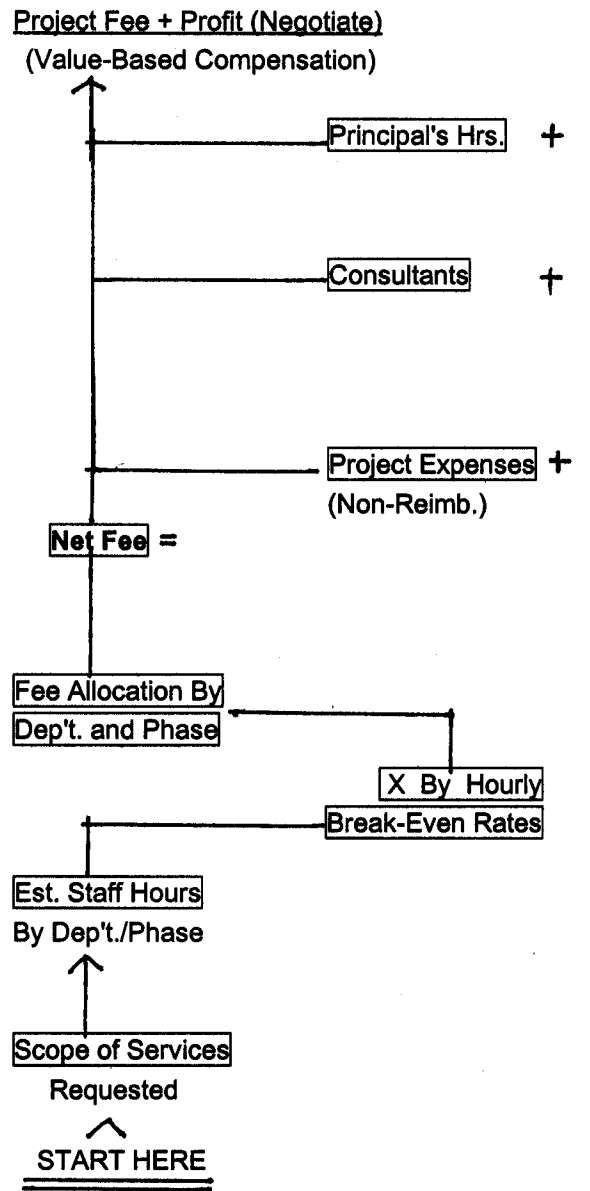 Project Fee + Profit (Negotiate)
(Value-Based Compensation)
Principal's Hrs. +
Consultants +
Project Expenses +
(Non-Reimb.)
Net Fee =
Fee Allocation By
Dep't. and Phase
X By Hourly
Break-Even Rates
Est. Staff Hours
By Dep't./Phase
Scope of Services
Requested
START HERE